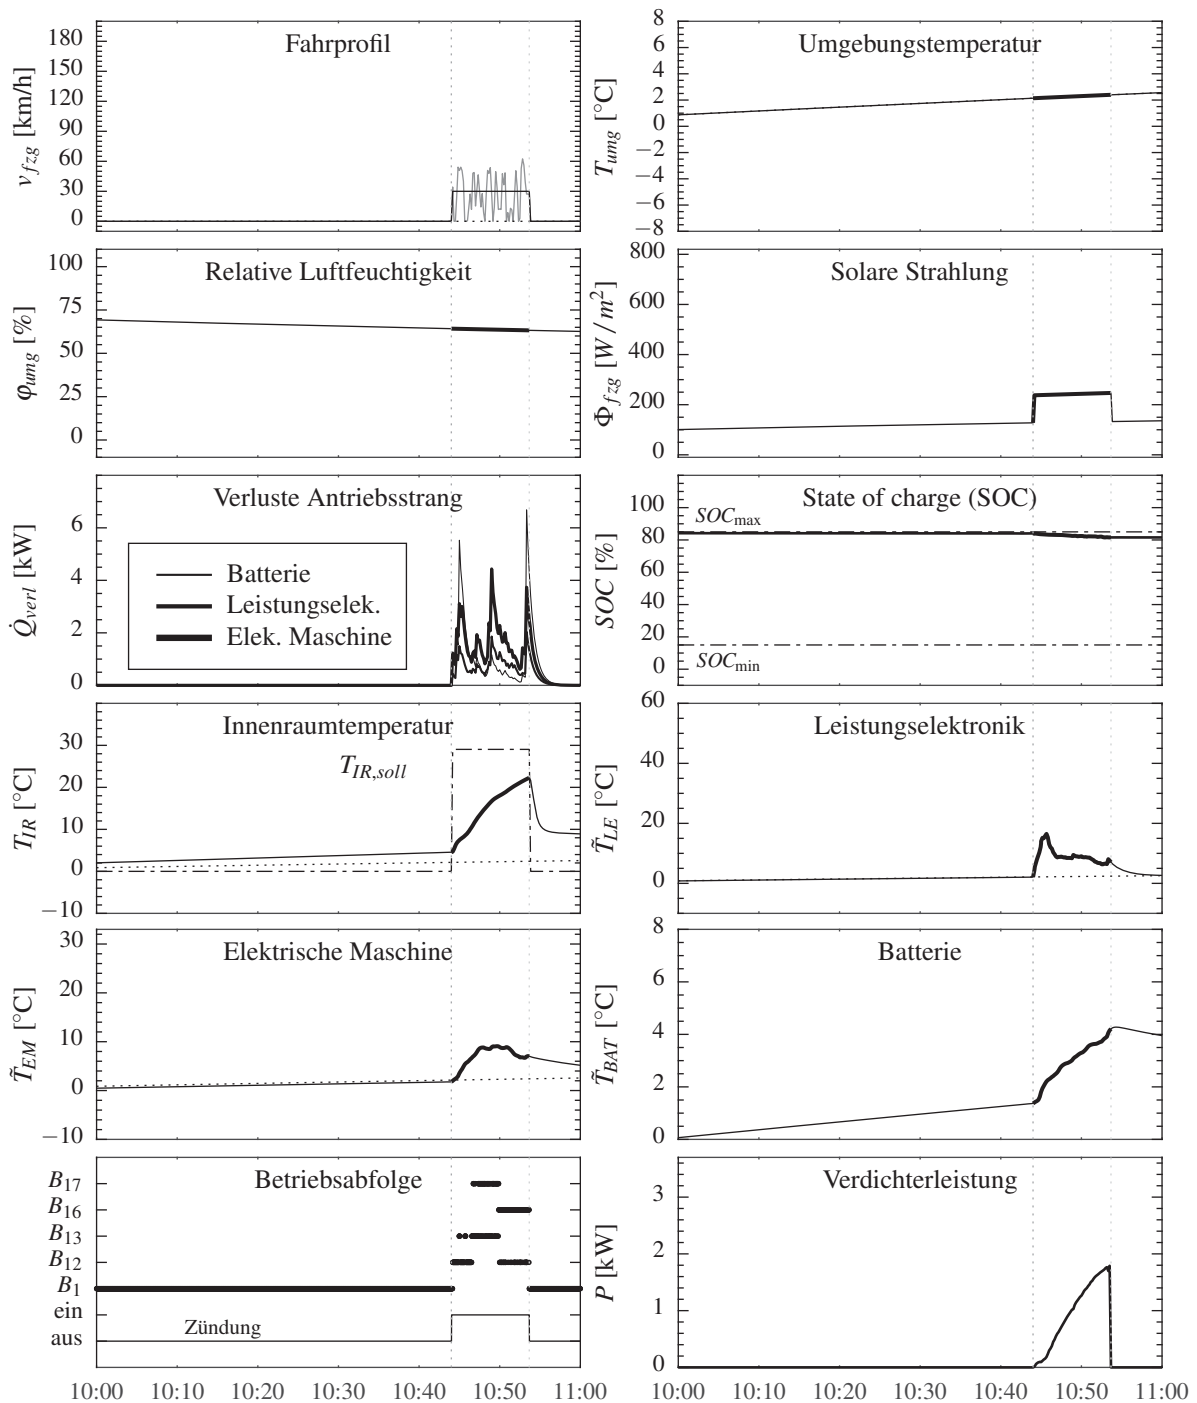 Fahrprofil
v_fzg [km/h]
180
150
120
90
60
30
0
Umgebungstemperatur
T_umg [°C]
8
6
4
2
0
−2
−4
−6
−8
Relative Luftfeuchtigkeit
φ_umg [%]
100
75
50
25
0
Solare Strahlung
Φ_fzg [W / m²]
800
600
400
200
0
Verluste Antriebsstrang
Q̇_verl [kW]
6
4
2
0
Batterie
Leistungselek.
Elek. Maschine
State of charge (SOC)
SOC [%]
100
80
60
40
20
0
SOC_max
SOC_min
Innenraumtemperatur
T_IR [°C]
30
20
10
0
−10
T_IR,soll
Leistungselektronik
T̃_LE [°C]
60
40
20
0
Elektrische Maschine
T̃_EM [°C]
30
20
10
0
−10
Batterie
T̃_BAT [°C]
8
6
4
2
0
Betriebsabfolge
B_17
B_16
B_13
B_12
B_1
ein
aus
Zündung
Verdichterleistung
P [kW]
3
2
1
0
10:00 10:10 10:20 10:30 10:40 10:50 11:00
10:00 10:10 10:20 10:30 10:40 10:50 11:00